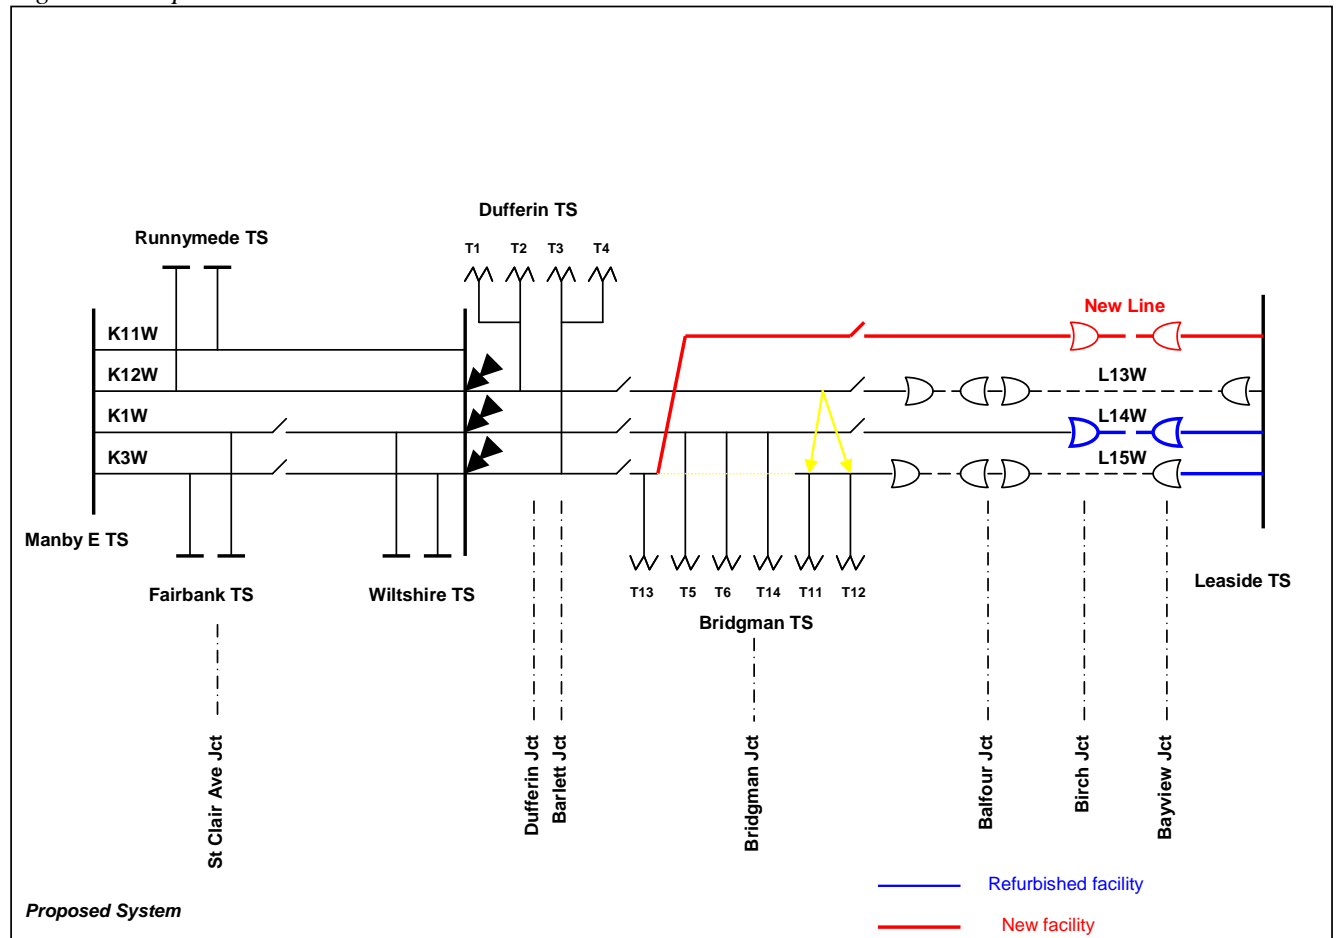 Dufferin TS
Runnymede TS
T1 T2 T3 T4
New Line
K11W
K12W
L13W
K1W
L14W
K3W
L15W
Manby E TS
Leaside TS
Fairbank TS
Wiltshire TS
T13 T5 T6 T14 T11 T12
Bridgman TS
St Clair Ave Jct
Dufferin Jct
Barlett Jct
Bridgman Jct
Balfour Jct
Birch Jct
Bayview Jct
Refurbished facility
Proposed System
New facility